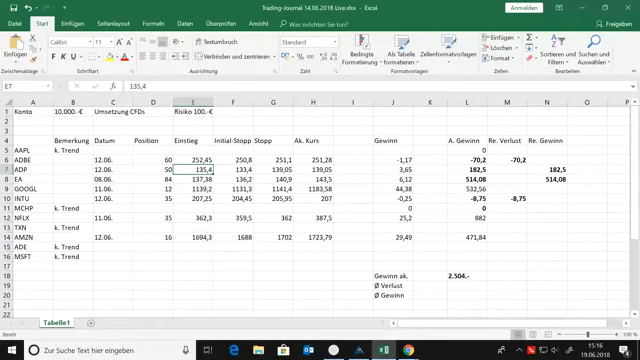 Trading-Journal 14.06.2018 Live.xlsx - Excel
Anmelden
Datei Start Einfügen Seitenlayout Formeln Daten Überprüfen Ansicht
Was möchten Sie tun?
Freigeben
Einfügen
Calibri 11
Textumbruch
Verbinden und zentrieren
Standard
Bedingte Formatierung
Als Tabelle formatieren
Zellenformatvorlagen
Einfügen
Löschen
Format
Zwischenablage Schriftart Ausrichtung Zahl Formatvorlagen Zellen
E7 135,4
A B C D E F G H I J K L M N O P
1 Konto 10.000.-€ Umsetzung CFDs Risiko 100.-€
2
3
4 Bemerkung Datum Position Einstieg Initial-Stopp Stopp Ak. Kurs Gewinn A. Gewinn Re. Verlust Re. Gewinn
5 AAPL k. Trend 0
6 ADBE 12.06. 60 252,45 250,8 251,1 251,28 -1,17 -70,2 -70,2
7 ADP 12.06. 50 135,4 133,4 139,05 139,05 3,65 182,5 182,5
8 EA 08.06. 84 137,38 136,2 140,9 143,5 6,12 514,08 514,08
9 GOOGL 11.06. 12 1139,2 1131,3 1141,4 1183,58 44,38 532,56
10 INTU 12.06. 35 207,25 204,45 205,95 207 -0,25 -8,75 -8,75
11 MCHP k. Trend 0 0
12 NFLX 11.06. 35 362,3 357,5 362 387,5 25,2 882
13 TXN k. Trend
14 AMZN 12.06. 16 1694,3 1688 1702 1723,79 29,49 471,84
15 ADE k. Trend
16 MSFT k. Trend
17
18 Gewinn ak. 2.504.-
19 Ø Verlust
20 Ø Gewinn
21
22
Tabelle1
Bereit
100 %
Zur Suche Text hier eingeben
15:16
19.06.2018